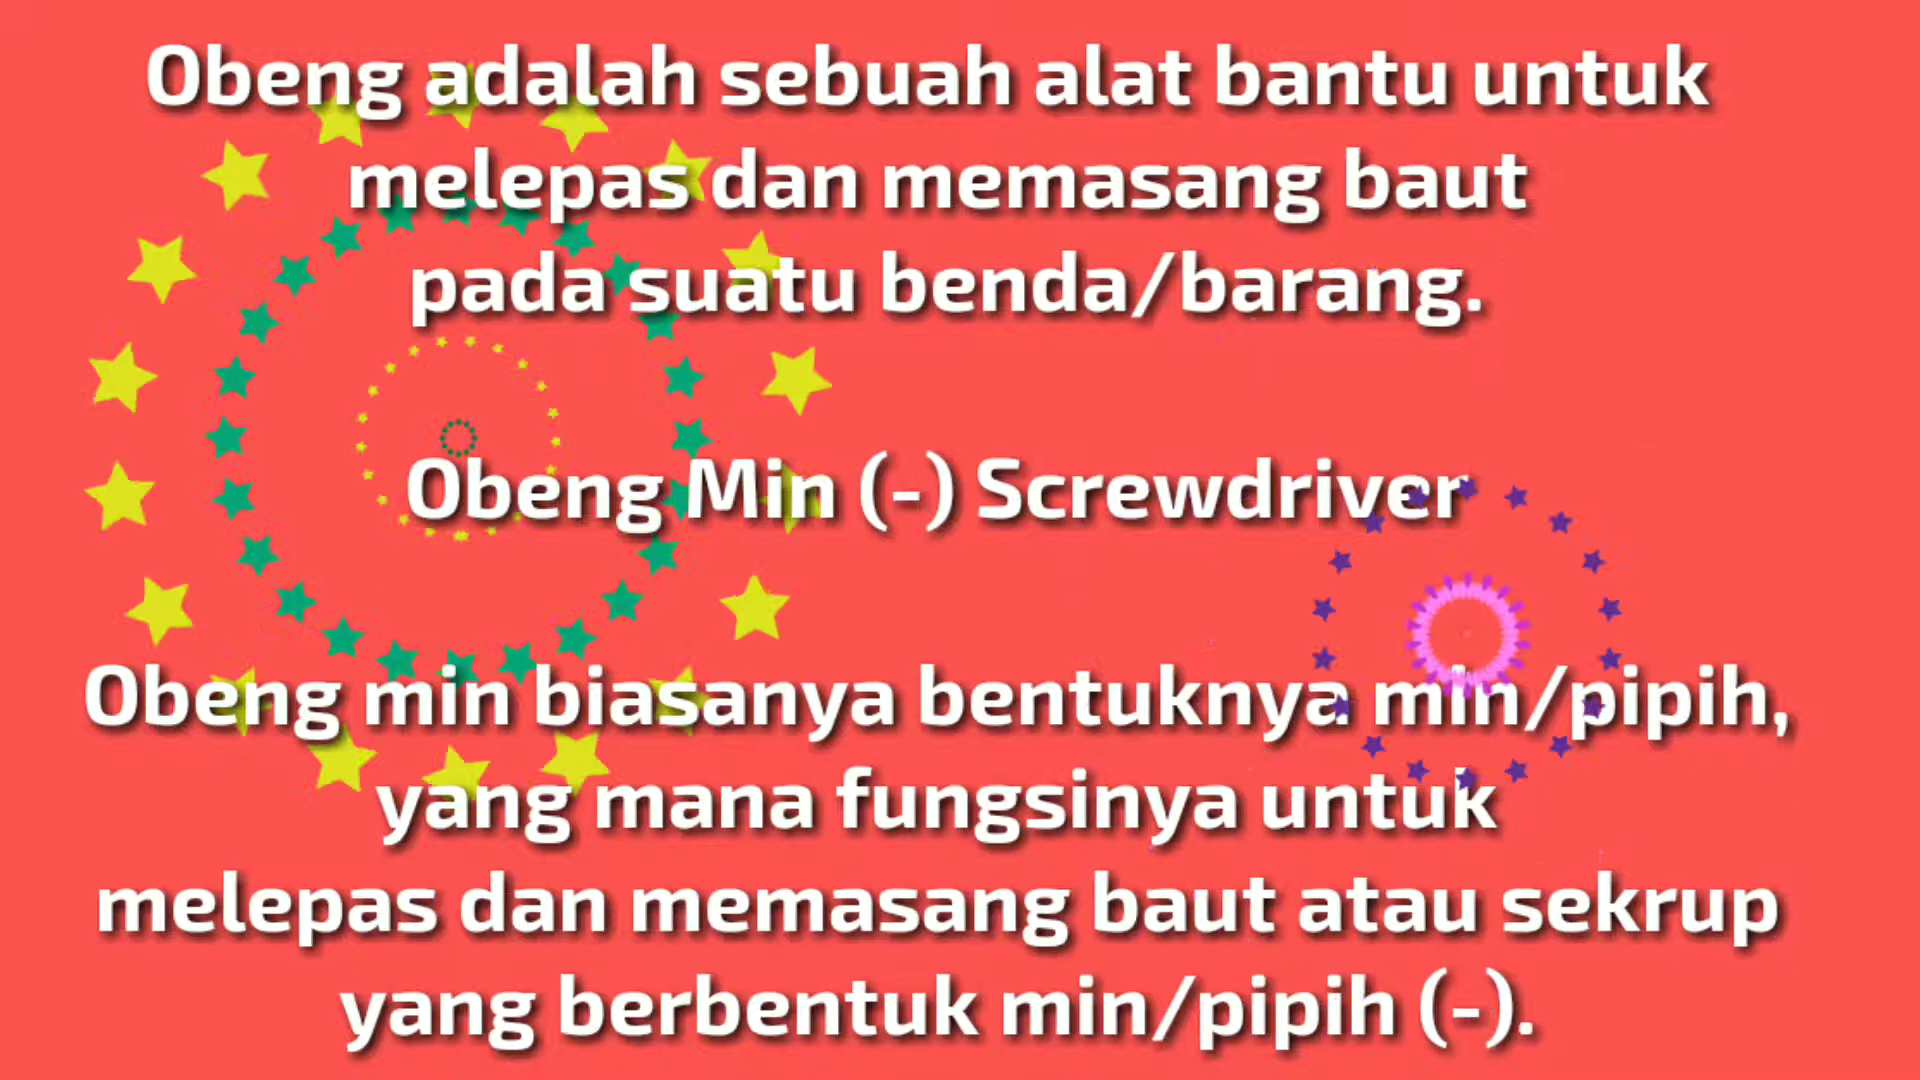 Obeng adalah sebuah alat bantu untuk
melepas dan memasang baut
pada suatu benda/barang.
Obeng Min (-) Screwdriver
Obeng min biasanya bentuknya min/pipih,
yang mana fungsinya untuk
melepas dan memasang baut atau sekrup
yang berbentuk min/pipih (-).